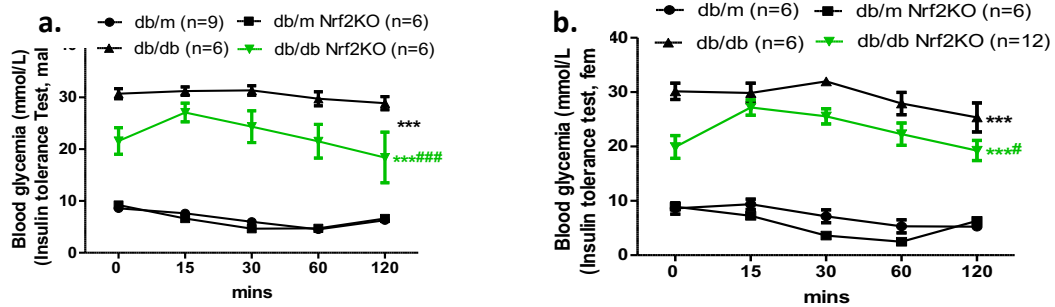 a.
db/m (n=9) db/m Nrf2KO (n=6)
db/db (n=6) db/db Nrf2KO (n=6)
Blood glycemia (mmol/L)
(Insulin tolerance Test, mal
30
20
10
0
***
***###
0 15 30 60 120
mins
b.
db/m (n=6) db/m Nrf2KO (n=6)
db/db (n=6) db/db Nrf2KO (n=12)
Blood glycemia (mmol/L)
(Insulin tolerance test, fem
40
30
20
10
0
***
***#
0 15 30 60 120
mins